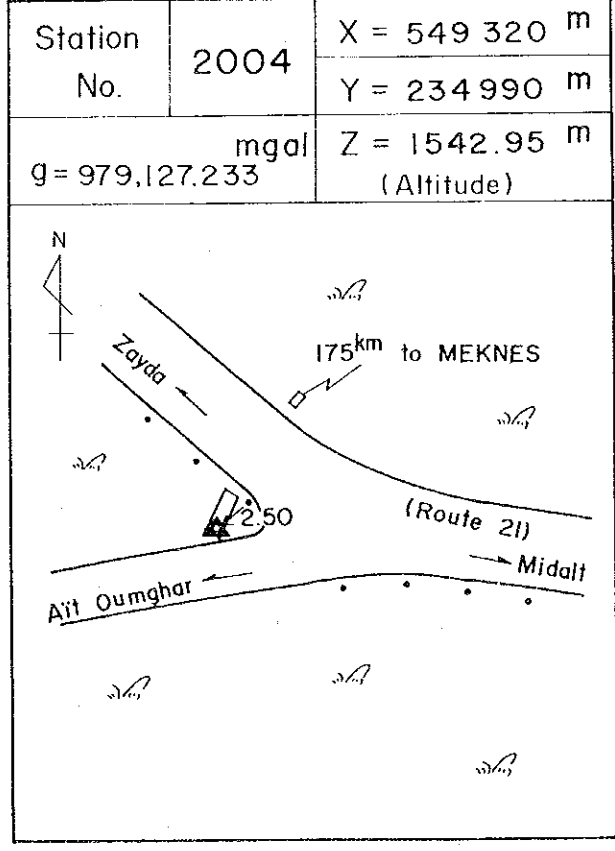 Station
No.
2004
X = 549 320 m
Y = 234 990 m
mgal
g = 979,127.233
Z = 1542.95 m
(Altitude)
N
Zayda
175km to MEKNES
2.50
(Route 21)
Midalt
Aït Oumghar